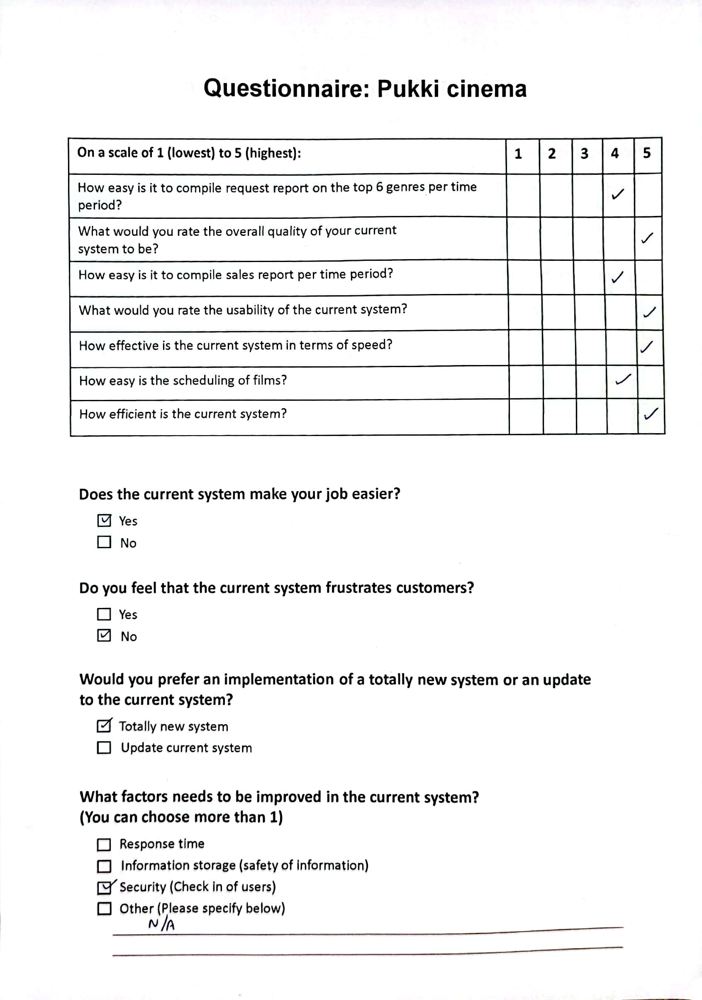 Questionnaire: Pukki cinema
On a scale of 1 (lowest) to 5 (highest): 1 2 3 4 5
How easy is it to compile request report on the top 6 genres per time
period? ✓
What would you rate the overall quality of your current
system to be? ✓
How easy is it to compile sales report per time period? ✓
What would you rate the usability of the current system? ✓
How effective is the current system in terms of speed? ✓
How easy is the scheduling of films? ✓
How efficient is the current system? ✓
Does the current system make your job easier?
☑ Yes
☐ No
Do you feel that the current system frustrates customers?
☐ Yes
☑ No
Would you prefer an implementation of a totally new system or an update
to the current system?
☑ Totally new system
☐ Update current system
What factors needs to be improved in the current system?
(You can choose more than 1)
☐ Response time
☐ Information storage (safety of information)
☑ Security (Check in of users)
☐ Other (Please specify below)
N/A